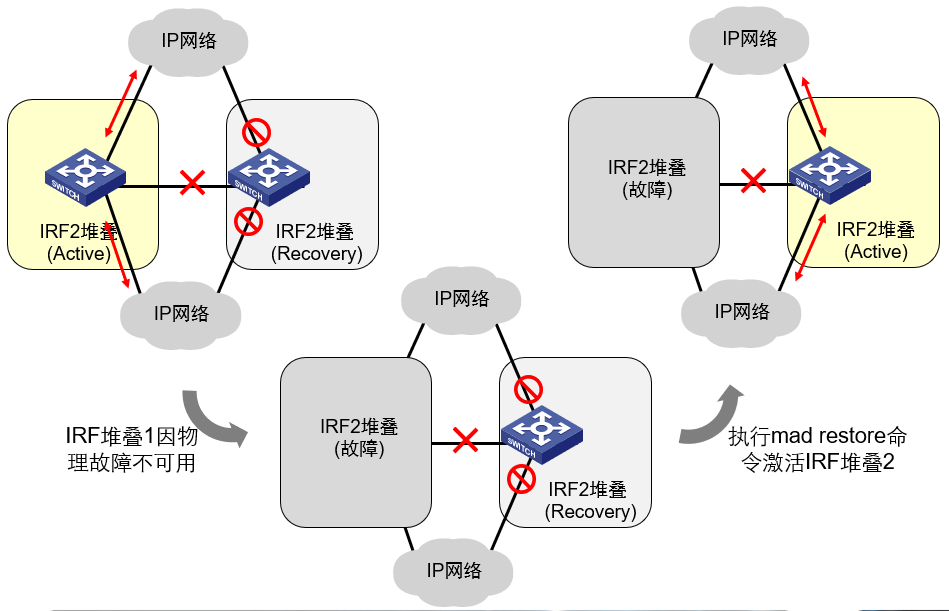 IP网络
SWITCH
IRF2堆叠
(Active)
SWITCH
IRF2堆叠
(Recovery)
IP网络
IRF堆叠1因物
理故障不可用
IP网络
IRF2堆叠
(故障)
SWITCH
IRF2堆叠
(Recovery)
IP网络
执行mad restore命
令激活IRF堆叠2
IP网络
IRF2堆叠
(故障)
SWITCH
IRF2堆叠
(Active)
IP网络